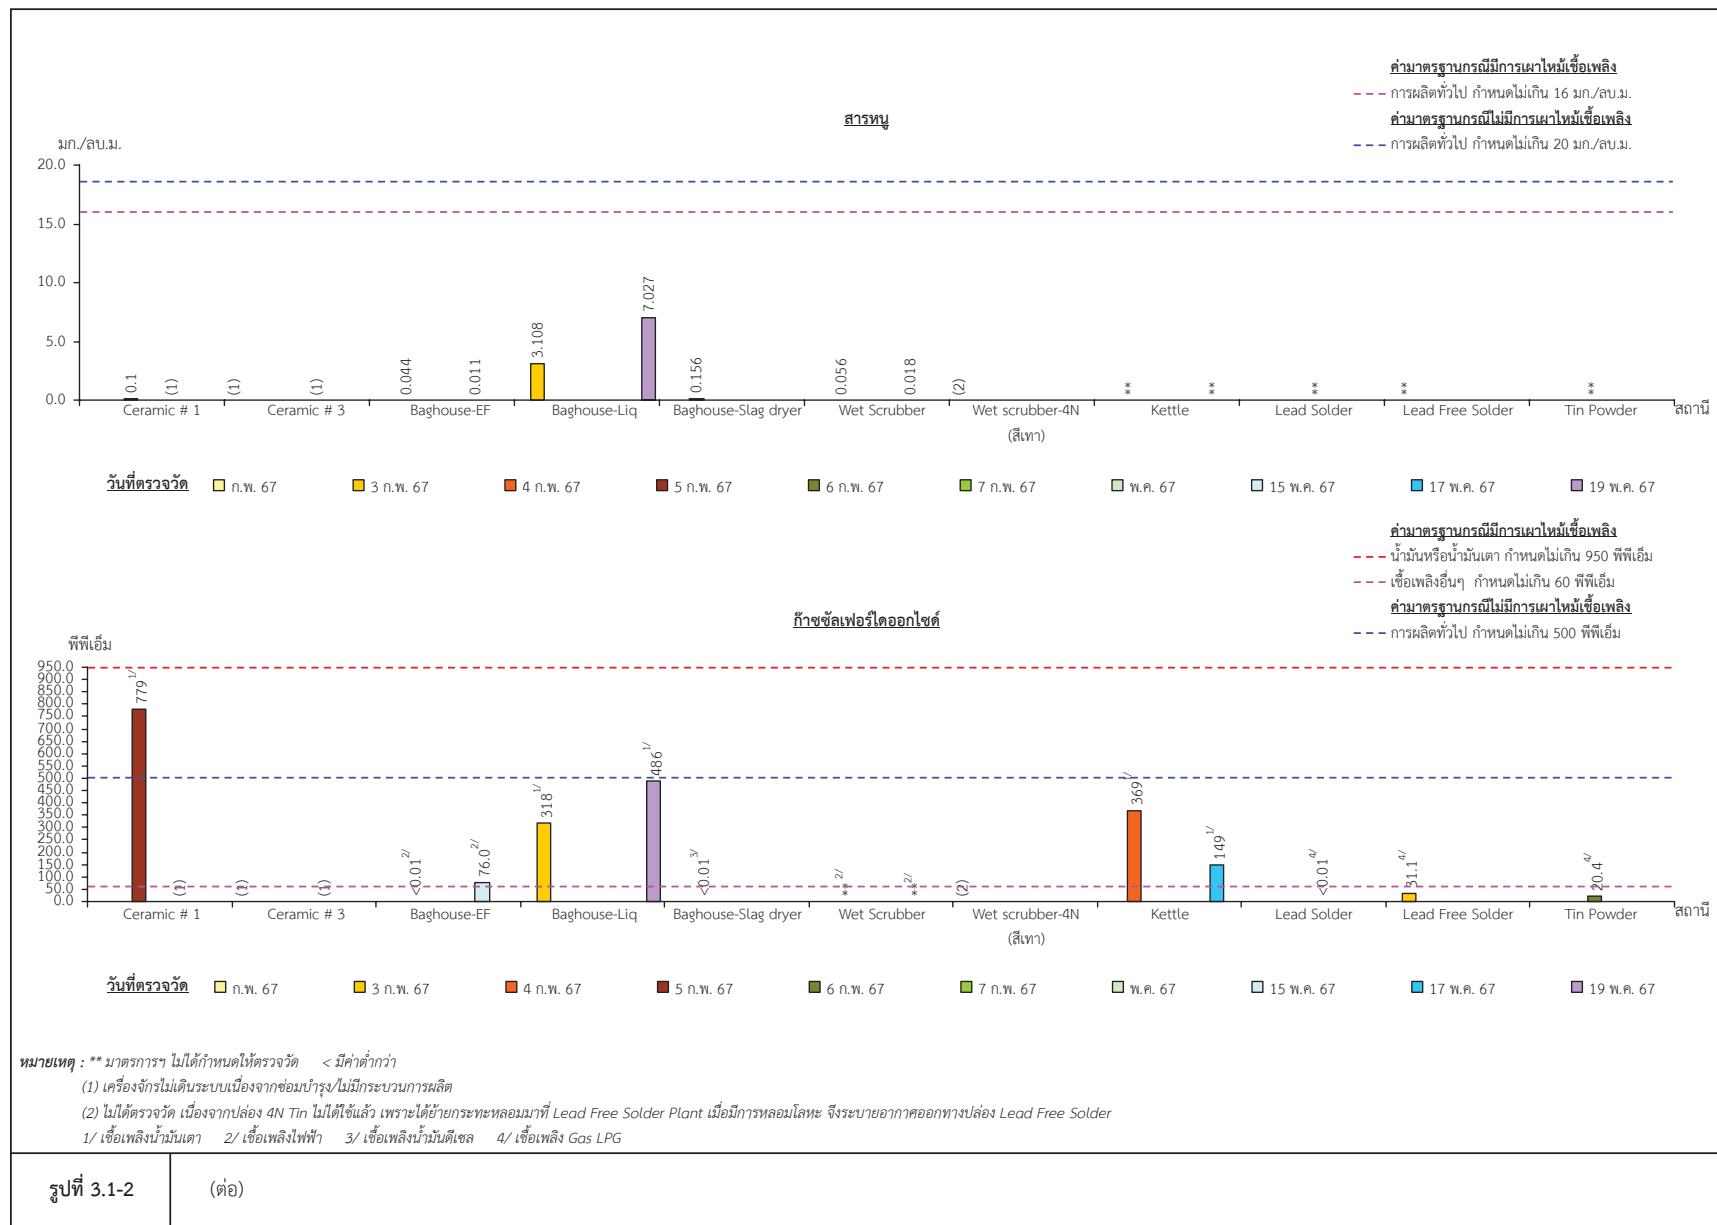 ค่ามาตรฐานกรณีมีการเผาไหม้เชื้อเพลิง
การผลิตทั่วไป กำหนดไม่เกิน 16 มก./ลบ.ม.
ค่ามาตรฐานกรณีไม่มีการเผาไหม้เชื้อเพลิง
การผลิตทั่วไป กำหนดไม่เกิน 20 มก./ลบ.ม.
สารหนู
มก./ลบ.ม.
20.0
15.0
10.0
5.0
0.0
0.1 (1) (1) (1) 0.044 0.011 3.108 7.027 0.156 0.056 0.018 (2) ** ** ** ** **
Ceramic # 1 Ceramic # 3 Baghouse-EF Baghouse-Liq Baghouse-Slag dryer Wet Scrubber Wet scrubber-4N Kettle Lead Solder Lead Free Solder Tin Powder สถานี
(สีเทา)
วันที่ตรวจวัด ก.พ. 67 3 ก.พ. 67 4 ก.พ. 67 5 ก.พ. 67 6 ก.พ. 67 7 ก.พ. 67 พ.ค. 67 15 พ.ค. 67 17 พ.ค. 67 19 พ.ค. 67
ค่ามาตรฐานกรณีมีการเผาไหม้เชื้อเพลิง
น้ำมันหรือน้ำมันเตา กำหนดไม่เกิน 950 พีพีเอ็ม
เชื้อเพลิงอื่นๆ กำหนดไม่เกิน 60 พีพีเอ็ม
ค่ามาตรฐานกรณีไม่มีการเผาไหม้เชื้อเพลิง
การผลิตทั่วไป กำหนดไม่เกิน 500 พีพีเอ็ม
ก๊าซซัลเฟอร์ไดออกไซด์
พีพีเอ็ม
950.0
900.0
850.0
800.0
750.0
700.0
650.0
600.0
550.0
500.0
450.0
400.0
350.0
300.0
250.0
200.0
150.0
100.0
50.0
0.0
779 1/ (1) (1) (1) <0.01 2/ 76.0 2/ 318 1/ 486 1/ <0.01 3/ ** 2/ ** 2/ (2) 369 1/ 149 1/ <0.01 4/ 31.1 4/ 20.4 4/
Ceramic # 1 Ceramic # 3 Baghouse-EF Baghouse-Liq Baghouse-Slag dryer Wet Scrubber Wet scrubber-4N Kettle Lead Solder Lead Free Solder Tin Powder สถานี
(สีเทา)
วันที่ตรวจวัด ก.พ. 67 3 ก.พ. 67 4 ก.พ. 67 5 ก.พ. 67 6 ก.พ. 67 7 ก.พ. 67 พ.ค. 67 15 พ.ค. 67 17 พ.ค. 67 19 พ.ค. 67
หมายเหตุ : ** มาตรการฯ ไม่ได้กำหนดให้ตรวจวัด < มีค่าต่ำกว่า
(1) เครื่องจักรไม่เดินระบบเนื่องจากซ่อมบำรุง/ไม่มีกระบวนการผลิต
(2) ไม่ได้ตรวจวัด เนื่องจากปล่อง 4N Tin ไม่ได้ใช้แล้ว เพราะได้ย้ายกระทะหลอมมาที่ Lead Free Solder Plant เมื่อมีการหลอมโลหะ จึงระบายอากาศออกทางปล่อง Lead Free Solder
1/ เชื้อเพลิงน้ำมันเตา 2/ เชื้อเพลิงไฟฟ้า 3/ เชื้อเพลิงน้ำมันดีเซล 4/ เชื้อเพลิง Gas LPG
รูปที่ 3.1-2 (ต่อ)